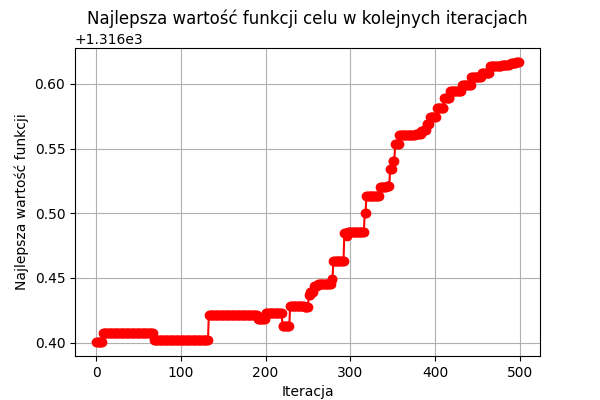 Najlepsza wartość funkcji celu w kolejnych iteracjach
+1.316e3
0.60
0.55
0.50
0.45
0.40
Najlepsza wartość funkcji
0 100 200 300 400 500
Iteracja